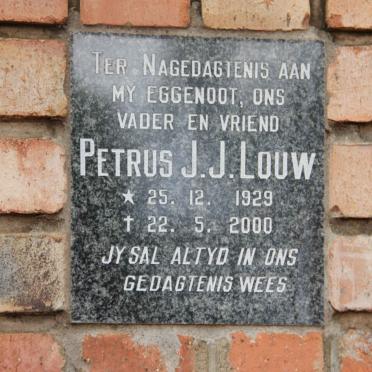 TER NAGEDAGTENIS AAN
MY EGGENOOT, ONS
VADER EN VRIEND
PETRUS J.J. LOUW
★ 25. 12. 1929
† 22. 5. 2000
JY SAL ALTYD IN ONS
GEDAGTENIS WEES